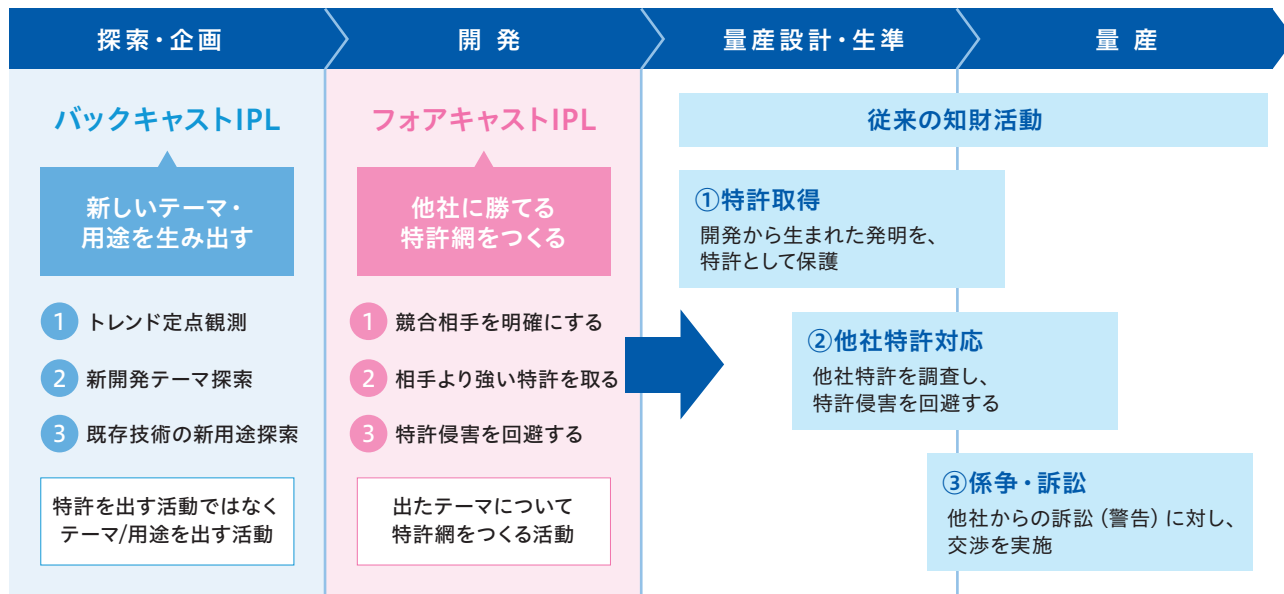 探索・企画
開発
量産設計・生準
量産
バックキャストIPL
新しいテーマ・
用途を生み出す
1 トレンド定点観測
2 新開発テーマ探索
3 既存技術の新用途探索
特許を出す活動ではなく
テーマ/用途を出す活動
フォアキャストIPL
他社に勝てる
特許網をつくる
1 競合相手を明確にする
2 相手より強い特許を取る
3 特許侵害を回避する
出たテーマについて
特許網をつくる活動
従来の知財活動
①特許取得
開発から生まれた発明を、
特許として保護
②他社特許対応
他社特許を調査し、
特許侵害を回避する
③係争・訴訟
他社からの訴訟（警告）に対し、
交渉を実施